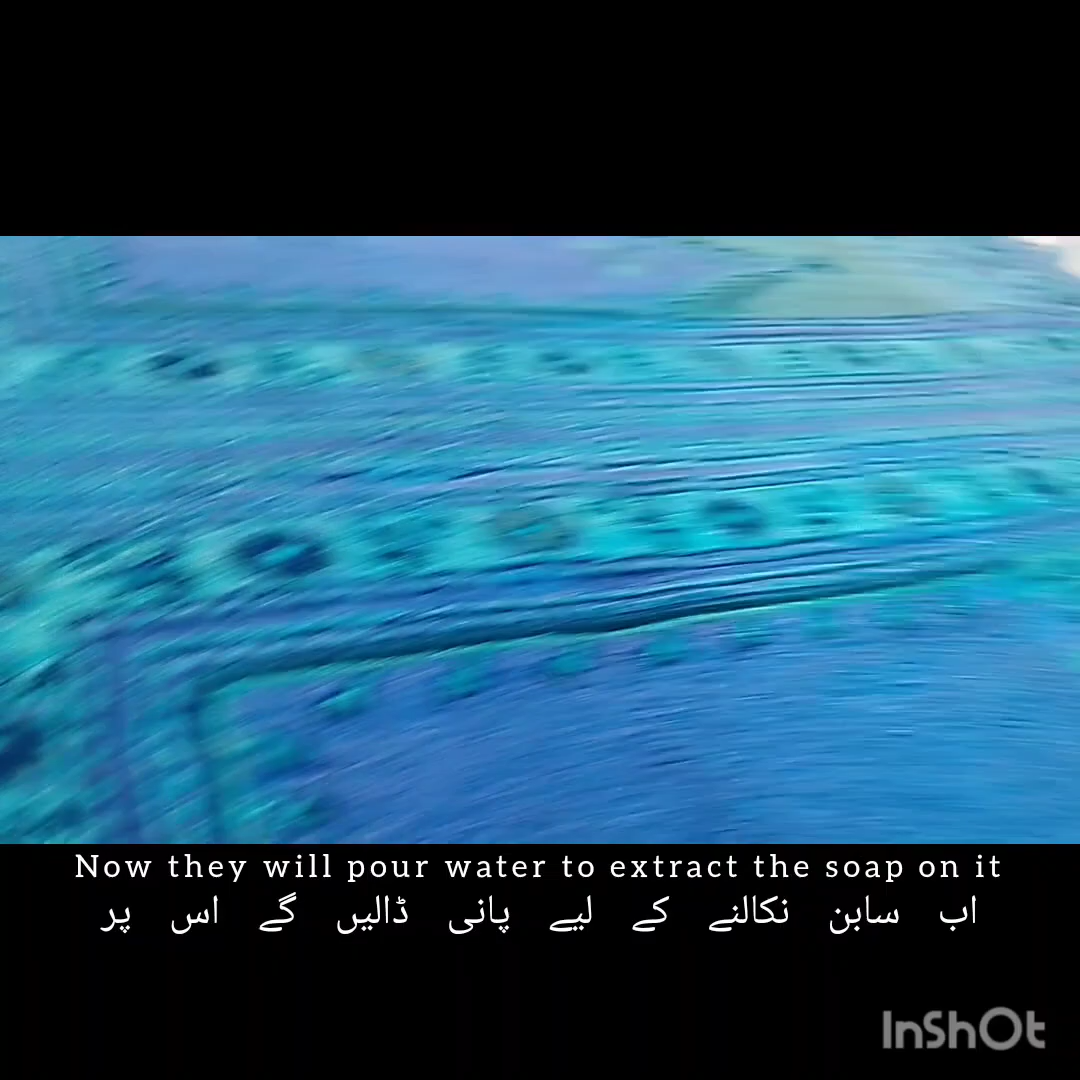 Now they will pour water to extract the soap on it
اب سابن نکالنے کے لیے پانی ڈالیں گے اس پر
InShOt